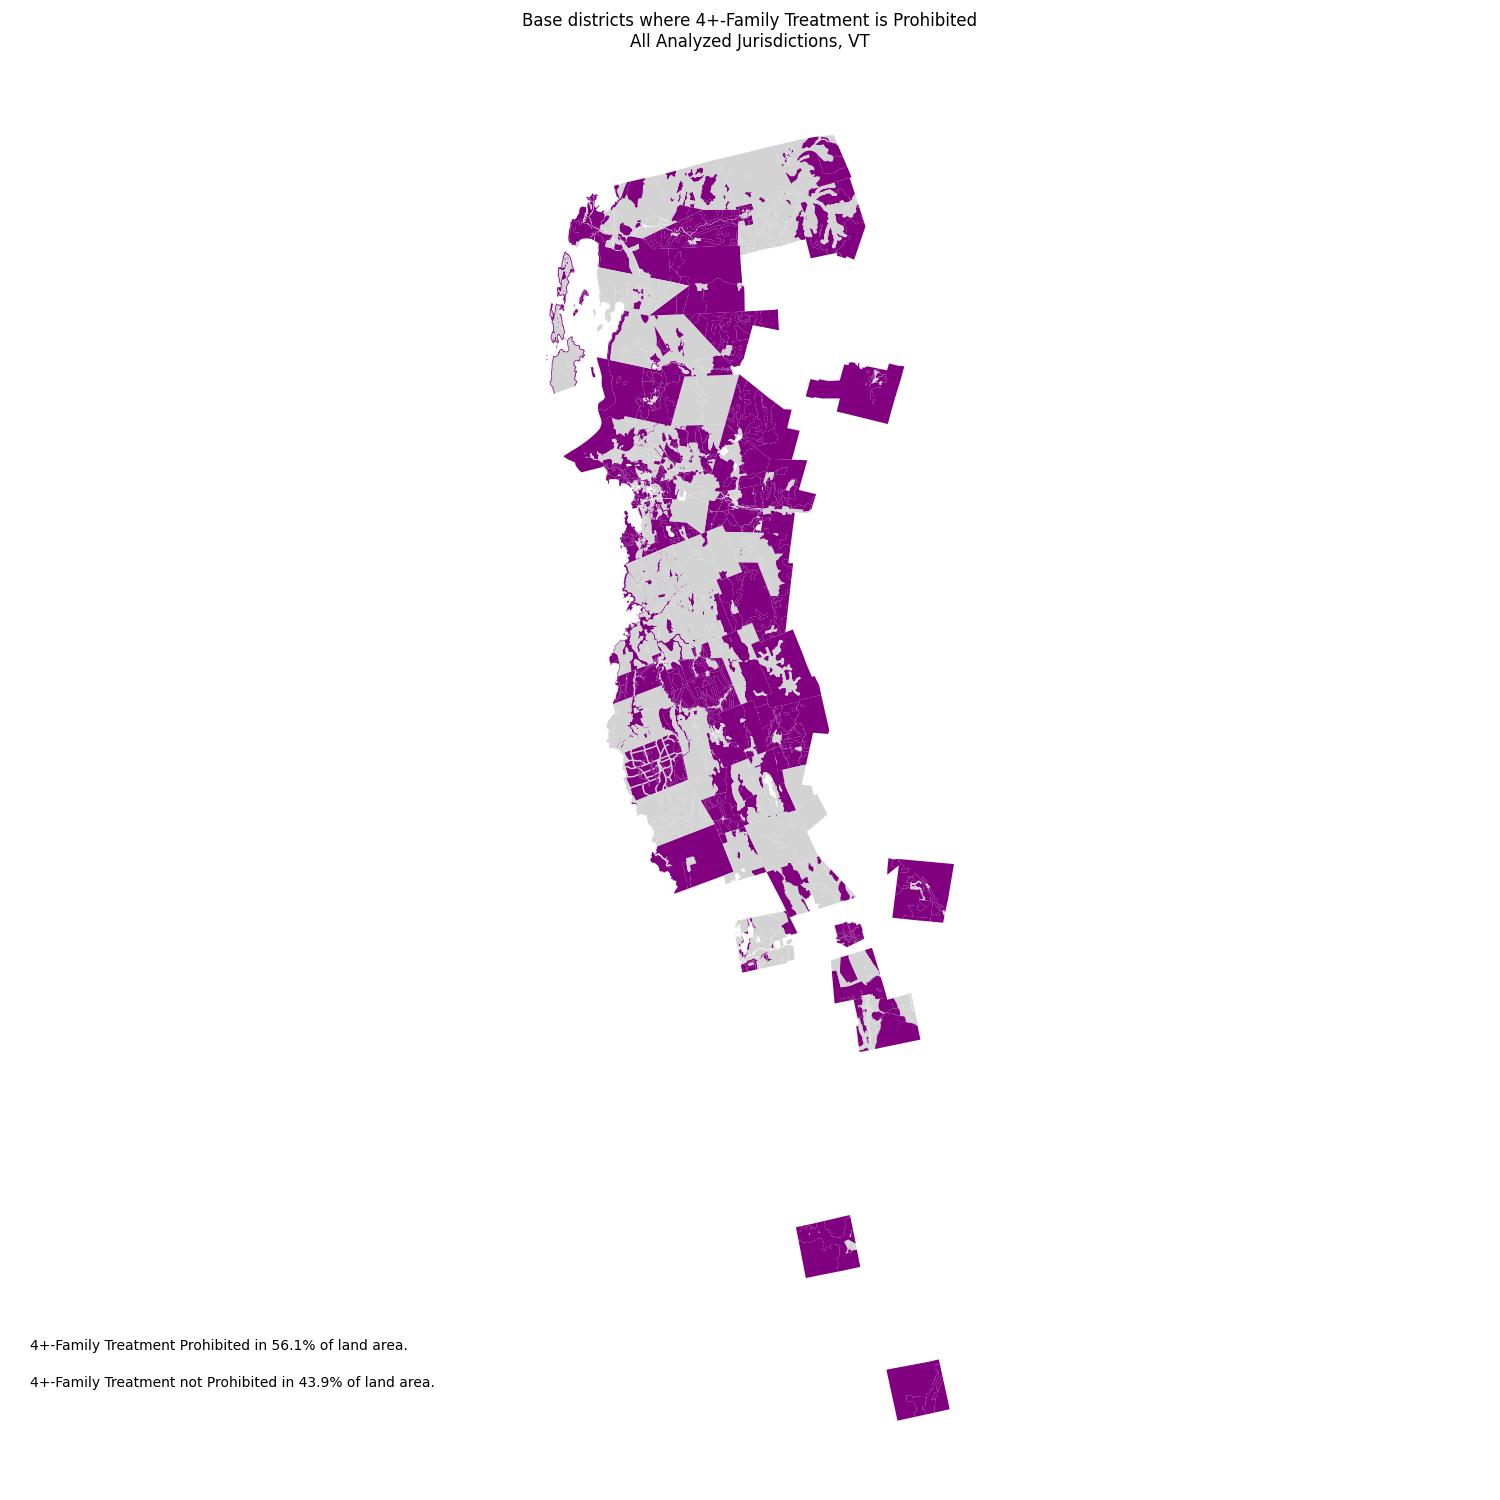 Base districts where 4+-Family Treatment is Prohibited
All Analyzed Jurisdictions, VT
4+-Family Treatment Prohibited in 56.1% of land area.
4+-Family Treatment not Prohibited in 43.9% of land area.